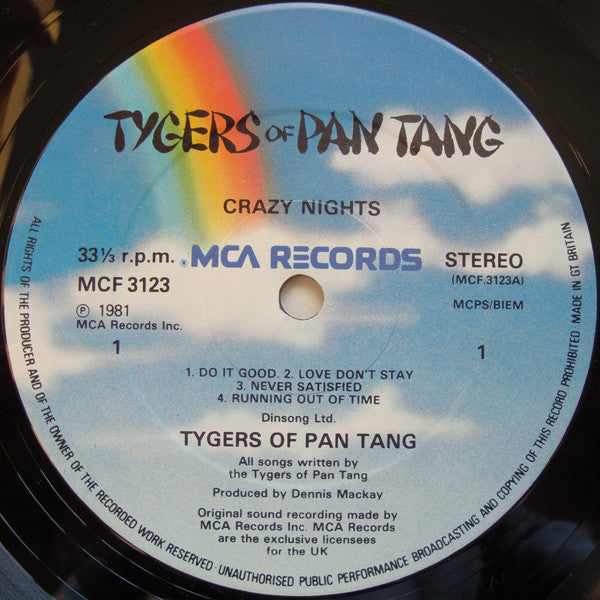 TYGERS OF PAN TANG
CRAZY NIGHTS
33⅓ r.p.m.
® MCA RECORDS
STEREO
MCF 3123
(MCF.3123A)
℗ 1981
MCA Records Inc.
MCPS/BIEM
1
1
1. DO IT GOOD. 2. LOVE DON'T STAY
3. NEVER SATISFIED
4. RUNNING OUT OF TIME
Dinsong Ltd.
TYGERS OF PAN TANG
All songs written by
the Tygers of Pan Tang
Produced by Dennis Mackay
Original sound recording made by
MCA Records Inc. MCA Records
are the exclusive licensees
for the UK
ALL RIGHTS OF THE PRODUCER AND OF THE OWNER OF THE RECORDED WORK RESERVED · UNAUTHORISED PUBLIC PERFORMANCE BROADCASTING AND COPYING OF THIS RECORD PROHIBITED MADE IN GT BRITAIN